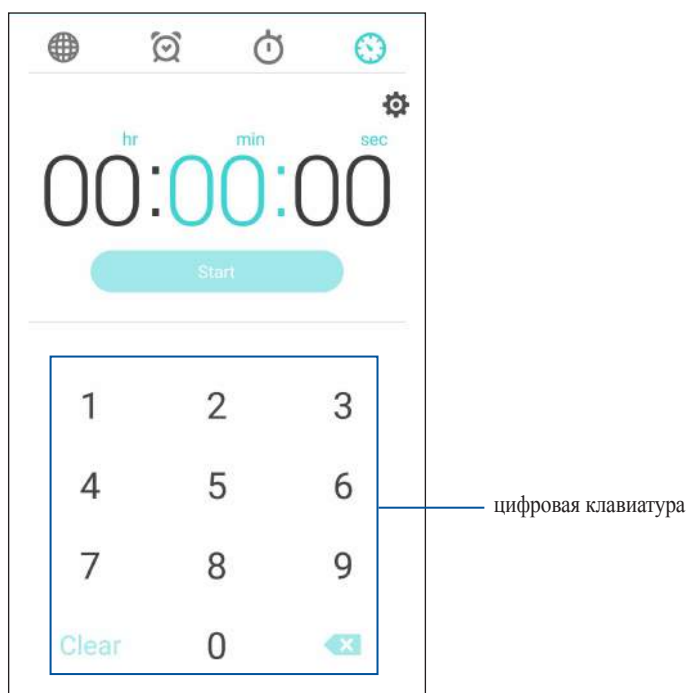 hr min sec
00:00:00
Start
1 2 3
4 5 6
цифровая клавиатура
7 8 9
Clear 0